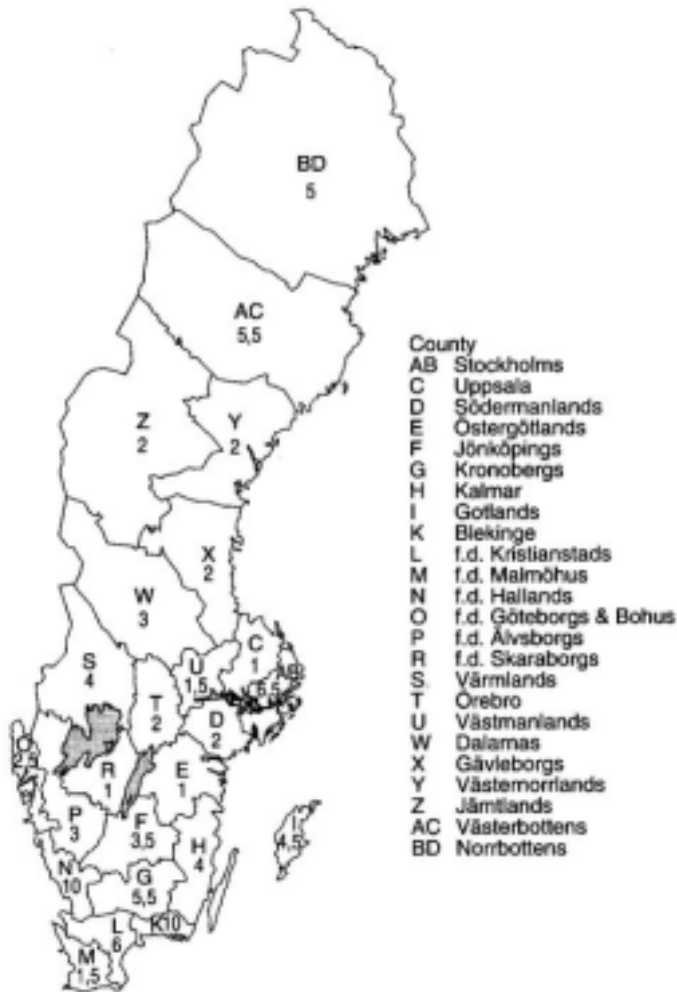 BD
5
AC
5,5
Z
2
Y
2
X
2
W
3
C
1
S
4
U
1,5
6,5
T
2
D
2
O
R
1
E
1
P
3
F
3,5
H
4
I
4,5
N
10
G
5,5
L
6
K10
M
1,5
County
AB Stockholms
C Uppsala
D Södermanlands
E Östergötlands
F Jönköpings
G Kronobergs
H Kalmar
I Gotlands
K Blekinge
L f.d. Kristianstads
M f.d. Malmöhus
N f.d. Hallands
O f.d. Göteborgs & Bohus
P f.d. Älvsborgs
R f.d. Skaraborgs
S Värmlands
T Örebro
U Västmanlands
W Dalarnas
X Gävleborgs
Y Västernorrlands
Z Jämtlands
AC Västerbottens
BD Norrbottens